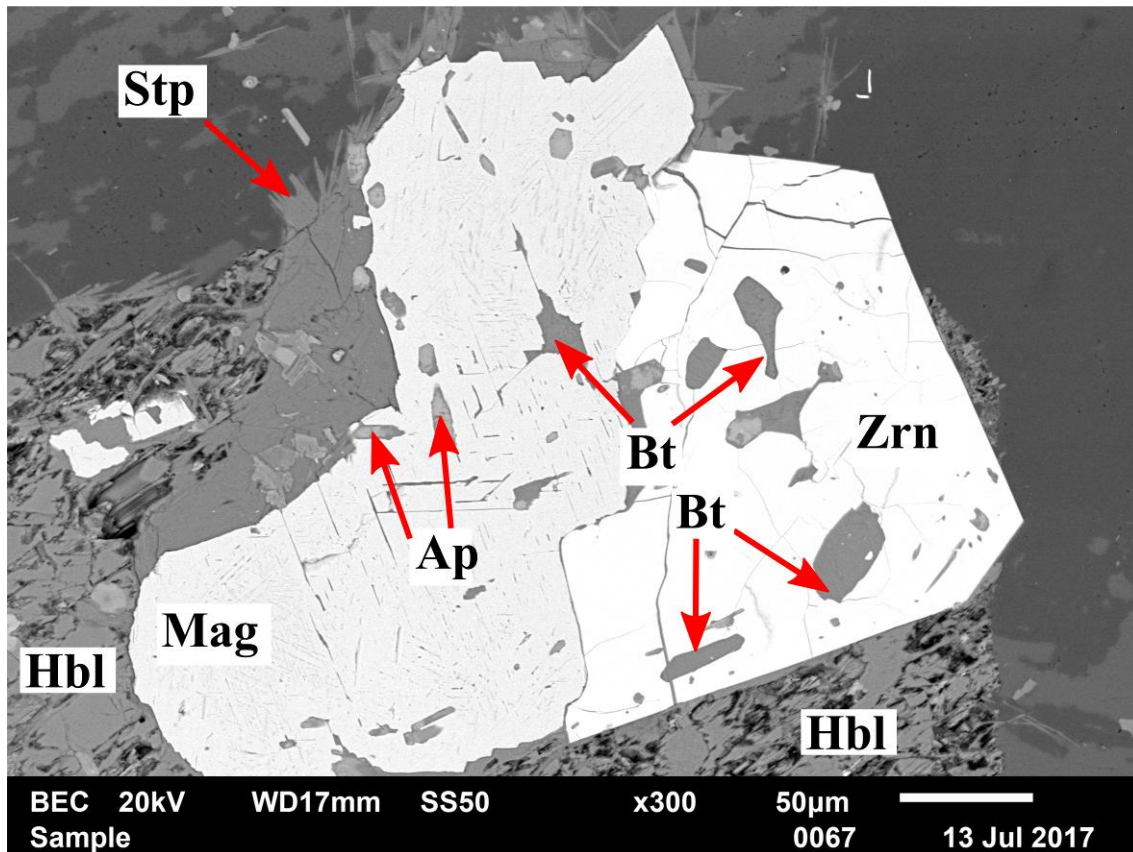 Stp
Bt
Zrn
Bt
Ap
Mag
Hbl
Hbl
BEC 20kV WD17mm SS50 x300 50µm
Sample 0067 13 Jul 2017